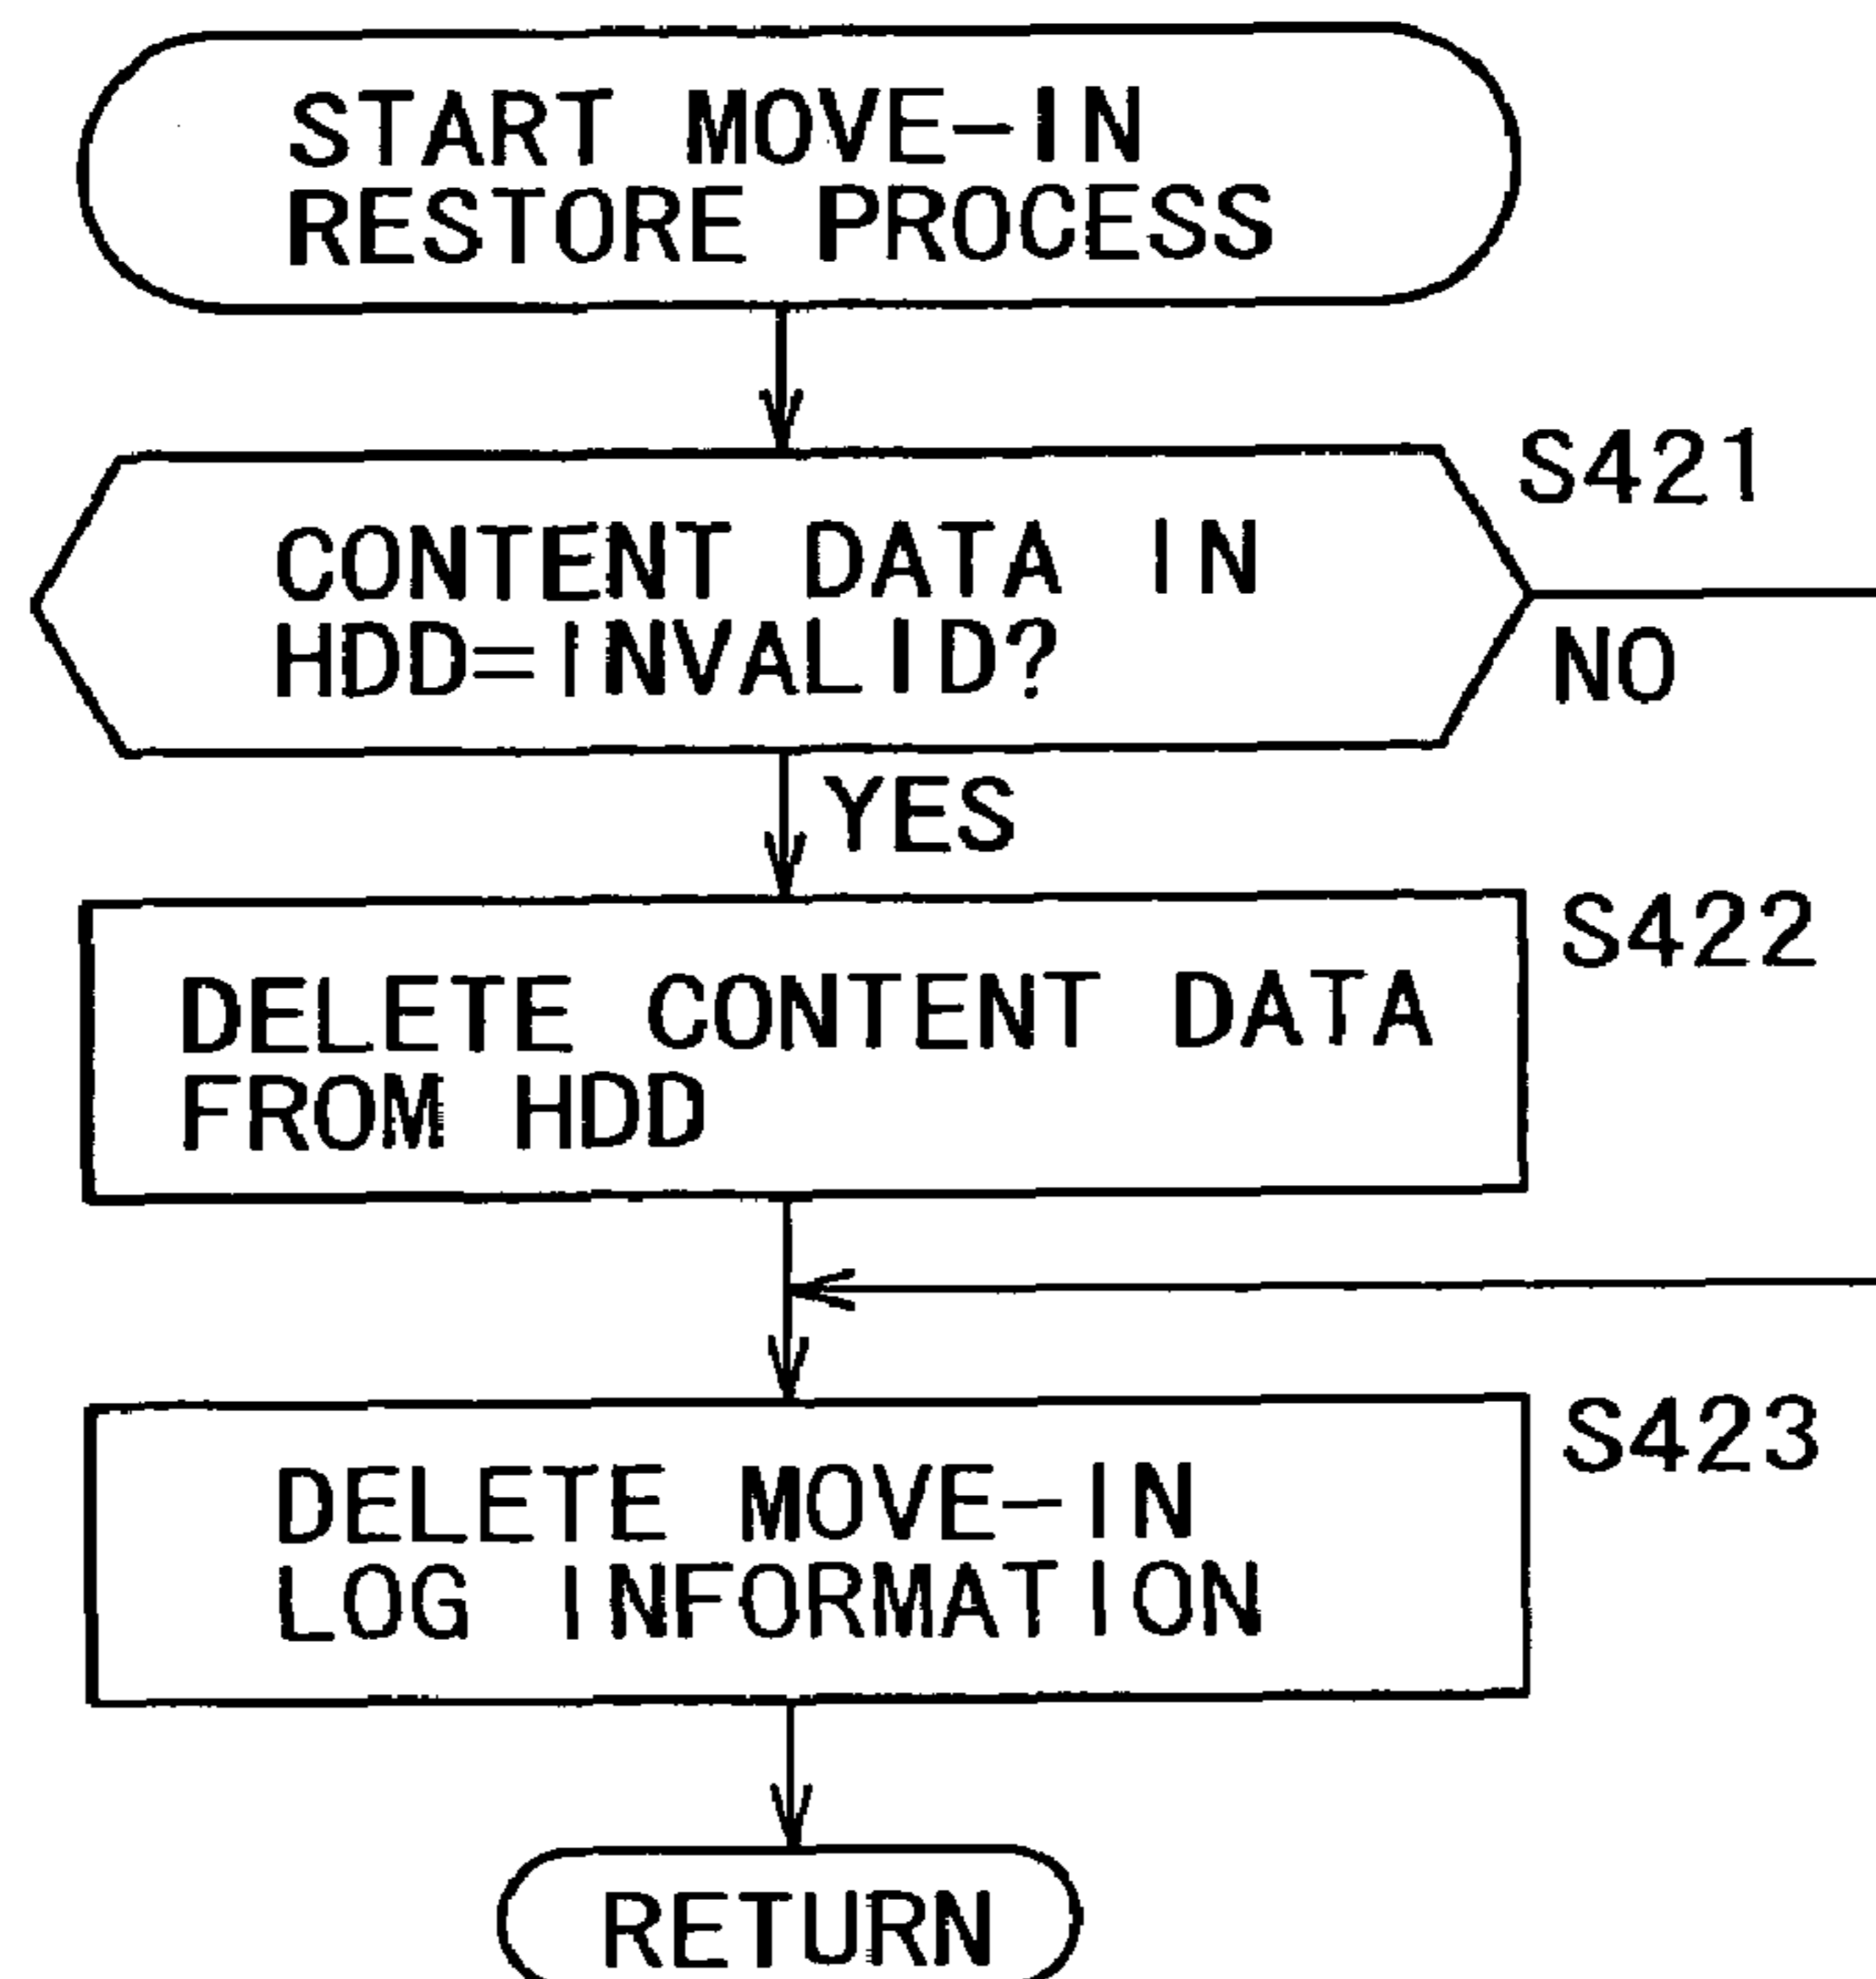 START MOVE-IN
RESTORE PROCESS
S421
CONTENT DATA IN
HDD=INVALID?
NO
YES
S422
DELETE CONTENT DATA
FROM HDD
S423
DELETE MOVE-IN
LOG INFORMATION
RETURN